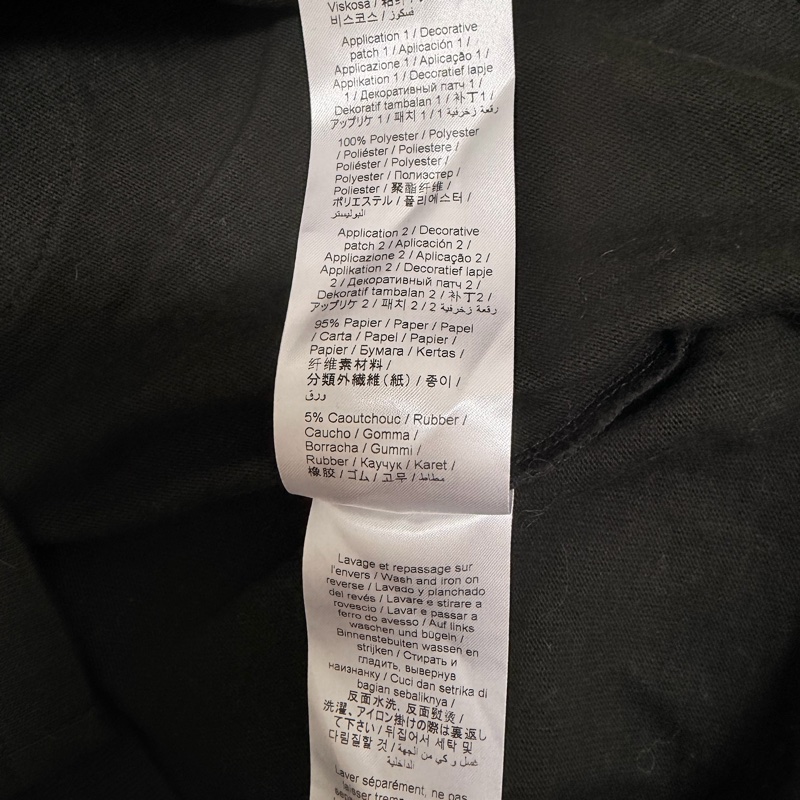 Viskosa / 粘纤 /
비스코스 / فسكوز
Application 1 / Decorative
patch 1 / Aplicación 1 /
Applicazione 1 / Aplicação 1 /
Applikation 1 / Decoratief lapje
1 / Декоративный патч 1 /
Dekoratif tambalan 1 / 补丁1 /
アップリケ 1 / 패치 1 / 1 رقعة زخرفية
100% Polyester / Polyester
/ Poliéster / Poliestere /
Poliéster / Polyester /
Polyester / Полиэстер /
Poliester / 聚酯纤维 /
ポリエステル / 폴리에스터 /
البوليستر
Application 2 / Decorative
patch 2 / Aplicación 2 /
Applicazione 2 / Aplicação 2 /
Applikation 2 / Decoratief lapje
2 / Декоративный патч 2 /
Dekoratif tambalan 2 / 补丁2 /
アップリケ 2 / 패치 2 / 2 رقعة زخرفية
95% Papier / Paper / Papel
/ Carta / Papel / Papier /
Papier / Бумага / Kertas /
纤维素材料 /
分類外繊維（紙）/ 종이 /
ورق
5% Caoutchouc / Rubber /
Caucho / Gomma /
Borracha / Gummi /
Rubber / Каучук / Karet /
橡胶 / ゴム / 고무 / مطاط
Lavage et repassage sur
l'envers / Wash and iron on
reverse / Lavado y planchado
del revés / Lavare e stirare a
rovescio / Lavar e passar a
ferro do avesso / Auf links
waschen und bügeln /
Binnenstebuiten wassen en
strijken / Стирать и
гладить, вывернув
наизнанку / Cuci dan setrika di
bagian sebaliknya /
反面水洗, 反面熨烫 /
洗濯、アイロン掛けの際は裏返し
て下さい / 뒤집어서 세탁 및
다림질할 것 / غسل و كي من الجهة
الداخلية
Laver séparément, ne pas
laisser